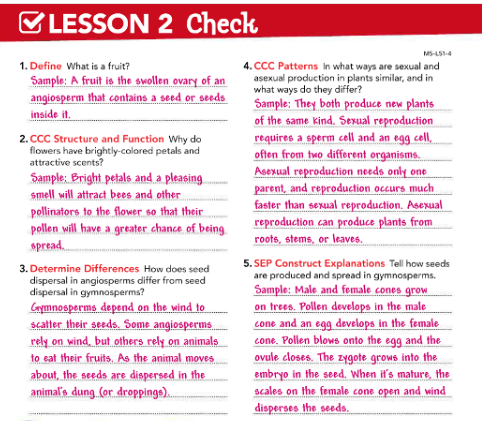 LESSON 2 Check
MS-LS1-4
1. Define What is a fruit?
Sample: A fruit is the swollen ovary of an
angiosperm that contains a seed or seeds
inside it.
2. CCC Structure and Function Why do
flowers have brightly-colored petals and
attractive scents?
Sample: Bright petals and a pleasing
smell will attract bees and other
pollinators to the flower so that their
pollen will have a greater chance of being
spread.
3. Determine Differences How does seed
dispersal in angiosperms differ from seed
dispersal in gymnosperms?
Gymnosperms depend on the wind to
scatter their seeds. Some angiosperms
rely on wind, but others rely on animals
to eat their fruits. As the animal moves
about, the seeds are dispersed in the
animal's dung (or droppings).
4. CCC Patterns In what ways are sexual and
asexual production in plants similar, and in
what ways do they differ?
Sample: They both produce new plants
of the same kind. Sexual reproduction
requires a sperm cell and an egg cell,
often from two different organisms.
Asexual reproduction needs only one
parent, and reproduction occurs much
faster than sexual reproduction. Asexual
reproduction can produce plants from
roots, stems, or leaves.
5. SEP Construct Explanations Tell how seeds
are produced and spread in gymnosperms.
Sample: Male and female cones grow
on trees. Pollen develops in the male
cone and an egg develops in the female
cone. Pollen blows onto the egg and the
ovule closes. The zygote grows into the
embryo in the seed. When it's mature, the
scales on the female cone open and wind
disperses the seeds.